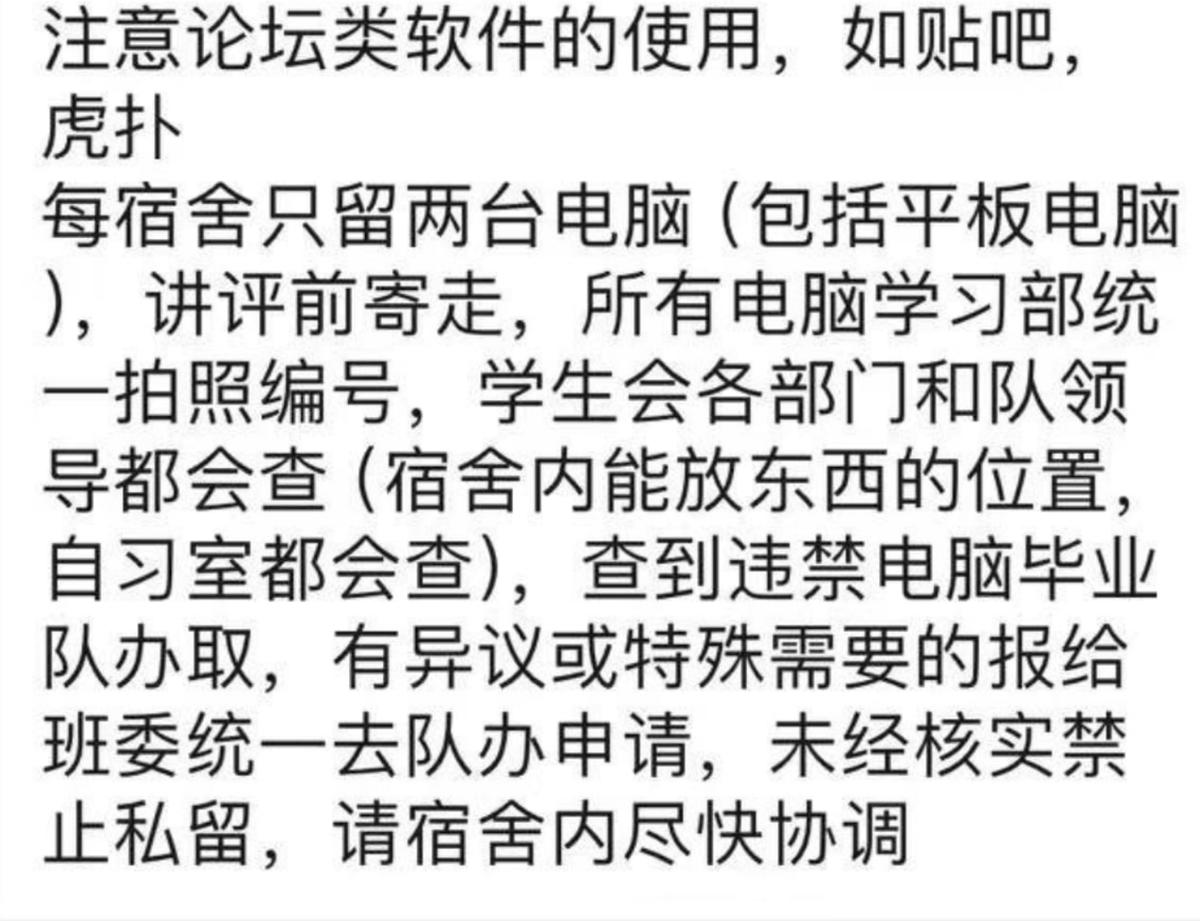 注意论坛类软件的使用，如贴吧，
虎扑
每宿舍只留两台电脑（包括平板电脑
），讲评前寄走，所有电脑学习部统
一拍照编号，学生会各部门和队领
导都会查（宿舍内能放东西的位置，
自习室都会查），查到违禁电脑毕业
队办取，有异议或特殊需要的报给
班委统一去队办申请，未经核实禁
止私留，请宿舍内尽快协调